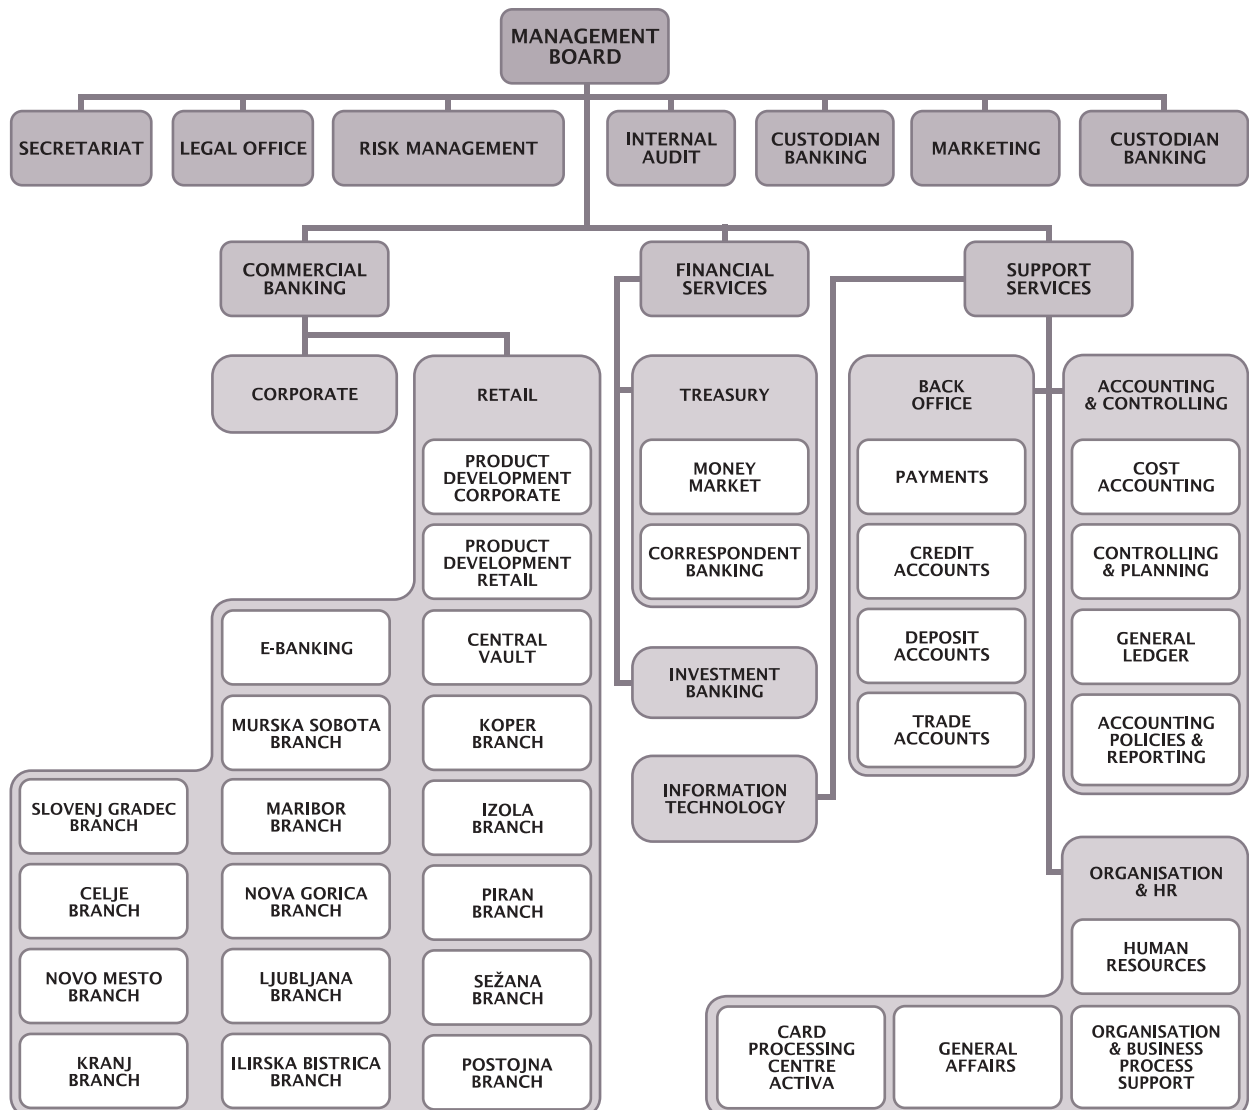 MANAGEMENT
BOARD
SECRETARIAT
LEGAL OFFICE
RISK MANAGEMENT
INTERNAL
AUDIT
CUSTODIAN
BANKING
MARKETING
CUSTODIAN
BANKING
COMMERCIAL
BANKING
FINANCIAL
SERVICES
SUPPORT
SERVICES
CORPORATE
RETAIL
PRODUCT
DEVELOPMENT
CORPORATE
PRODUCT
DEVELOPMENT
RETAIL
E-BANKING
CENTRAL
VAULT
MURSKA SOBOTA
BRANCH
KOPER
BRANCH
SLOVENJ GRADEC
BRANCH
MARIBOR
BRANCH
IZOLA
BRANCH
CELJE
BRANCH
NOVA GORICA
BRANCH
PIRAN
BRANCH
NOVO MESTO
BRANCH
LJUBLJANA
BRANCH
SEŽANA
BRANCH
KRANJ
BRANCH
ILIRSKA BISTRICA
BRANCH
POSTOJNA
BRANCH
TREASURY
MONEY
MARKET
CORRESPONDENT
BANKING
INVESTMENT
BANKING
INFORMATION
TECHNOLOGY
BACK
OFFICE
PAYMENTS
CREDIT
ACCOUNTS
DEPOSIT
ACCOUNTS
TRADE
ACCOUNTS
ACCOUNTING
& CONTROLLING
COST
ACCOUNTING
CONTROLLING
& PLANNING
GENERAL
LEDGER
ACCOUNTING
POLICIES &
REPORTING
ORGANISATION
& HR
HUMAN
RESOURCES
CARD
PROCESSING
CENTRE
ACTIVA
GENERAL
AFFAIRS
ORGANISATION
& BUSINESS
PROCESS
SUPPORT